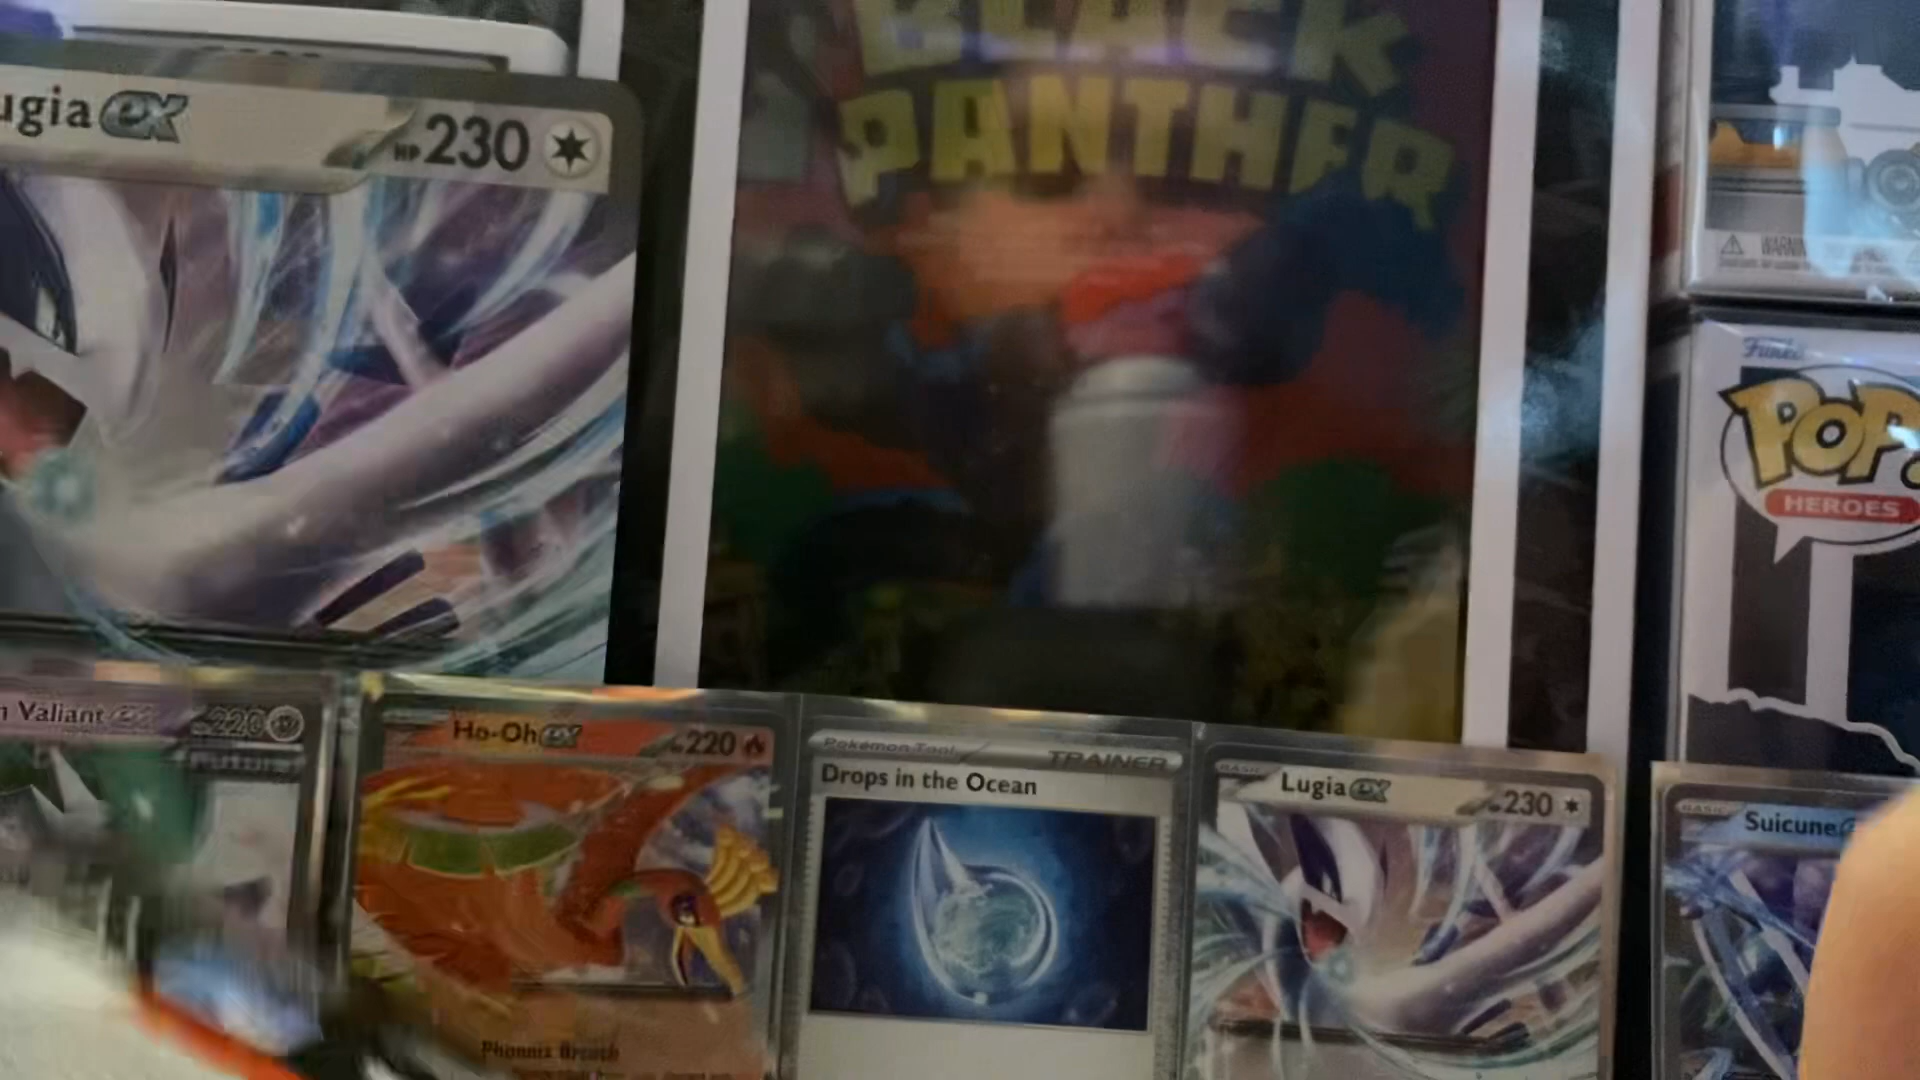 BLACK
PANTHER
ugia ex HP 230
WARNIN
Funko
POP!
HEROES
n Valiant ex 220
Ho-Oh ex 220
Phoenix Breath
Pokémon Tool TRAINER
Drops in the Ocean
BASIC Lugia ex 230
BASIC Suicune